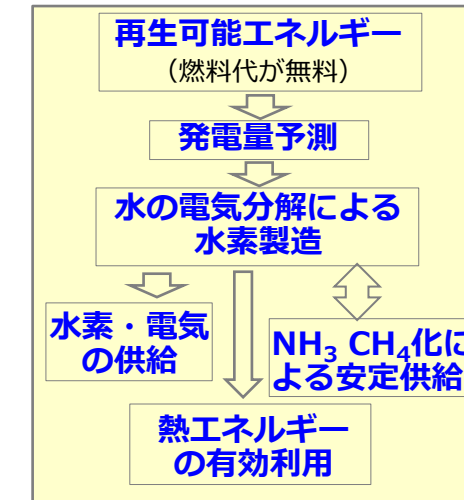 再生可能エネルギー
（燃料代が無料）
発電量予測
水の電気分解による
水素製造
水素・電気
の供給
NH₃ CH₄化に
よる安定供給
熱エネルギー
の有効利用